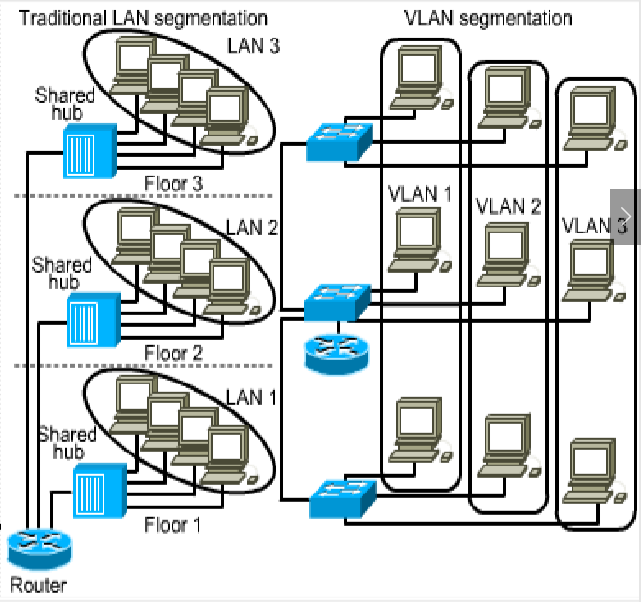 Traditional LAN segmentation
LAN 3
Shared
hub
Floor 3
LAN 2
Shared
hub
Floor 2
LAN 1
Shared
hub
Floor 1
Router
VLAN segmentation
VLAN 1
VLAN 2
VLAN 3